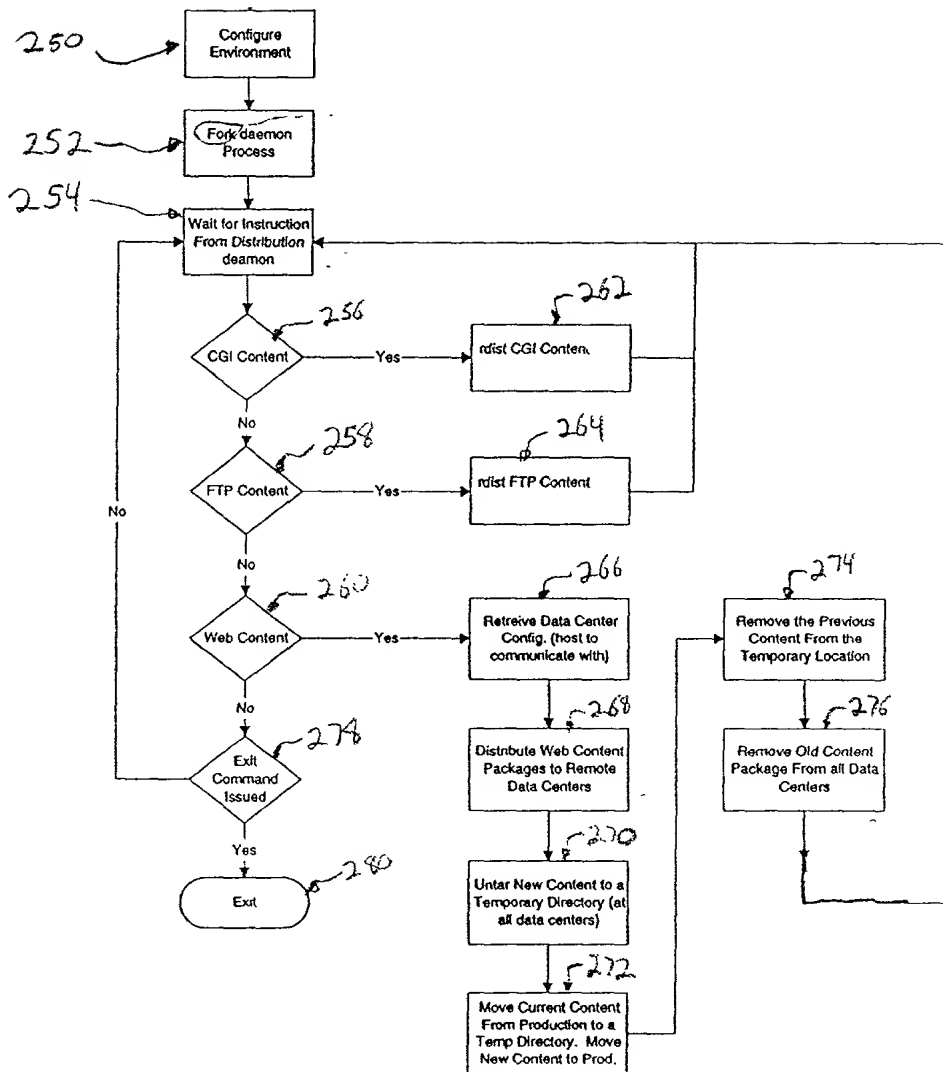 250
Configure
Environment
252
Fork daemon
Process
254
Wait for Instruction
From Distribution
deamon
256
CGI Content
Yes
262
rdist CGI Content
No
258
FTP Content
Yes
264
rdist FTP Content
No
No
260
Web Content
Yes
266
Retreive Data Center
Config. (host to
communicate with)
274
Remove the Previous
Content From the
Temporary Location
No
278
Exit
Command
Issued
268
Distribute Web Content
Packages to Remote
Data Centers
276
Remove Old Content
Package From all Data
Centers
Yes
280
Exit
270
Untar New Content to a
Temporary Directory (at
all data centers)
272
Move Current Content
From Production to a
Temp Directory. Move
New Content to Prod.